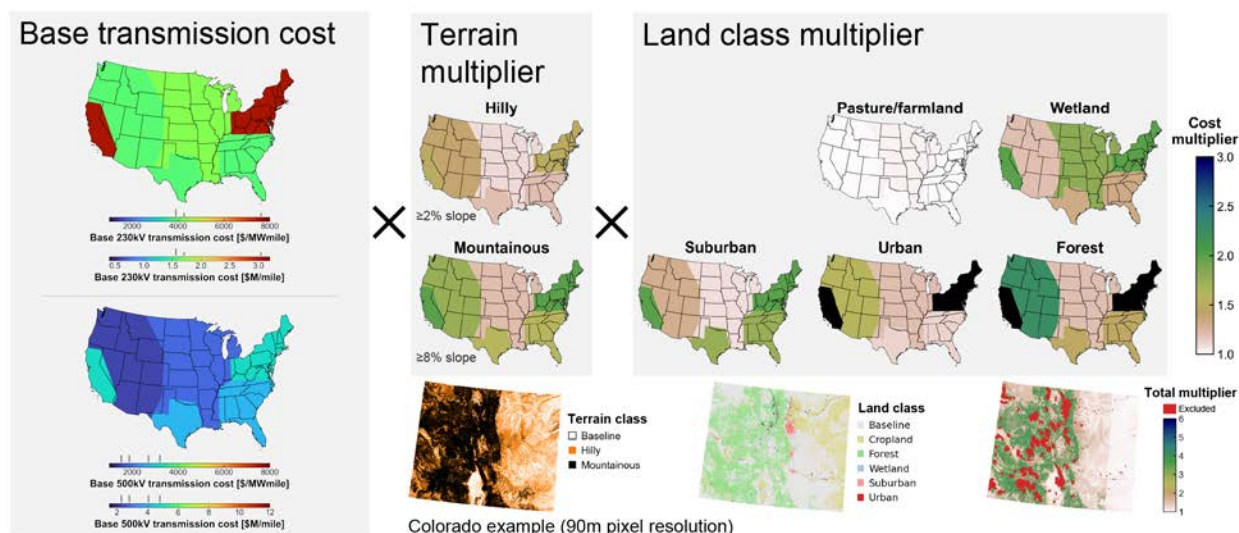 Base transmission cost
2000 4000 6000 8000
Base 230kV transmission cost [$/MWmile]
0.5 1.0 1.5 2.0 2.5 3.0
Base 230kV transmission cost [$M/mile]
2000 4000 6000 8000
Base 500kV transmission cost [$/MWmile]
2 4 6 8 10 12
Base 500kV transmission cost [$M/mile]
×
Terrain
multiplier
Hilly
≥2% slope
Mountainous
≥8% slope
×
Land class multiplier
Pasture/farmland
Wetland
Suburban
Urban
Forest
Cost
multiplier
3.0
2.5
2.0
1.5
1.0
Terrain class
Baseline
Hilly
Mountainous
Land class
Baseline
Cropland
Forest
Wetland
Suburban
Urban
Total multiplier
Excluded
6
5
4
3
2
1
Colorado example (90m pixel resolution)